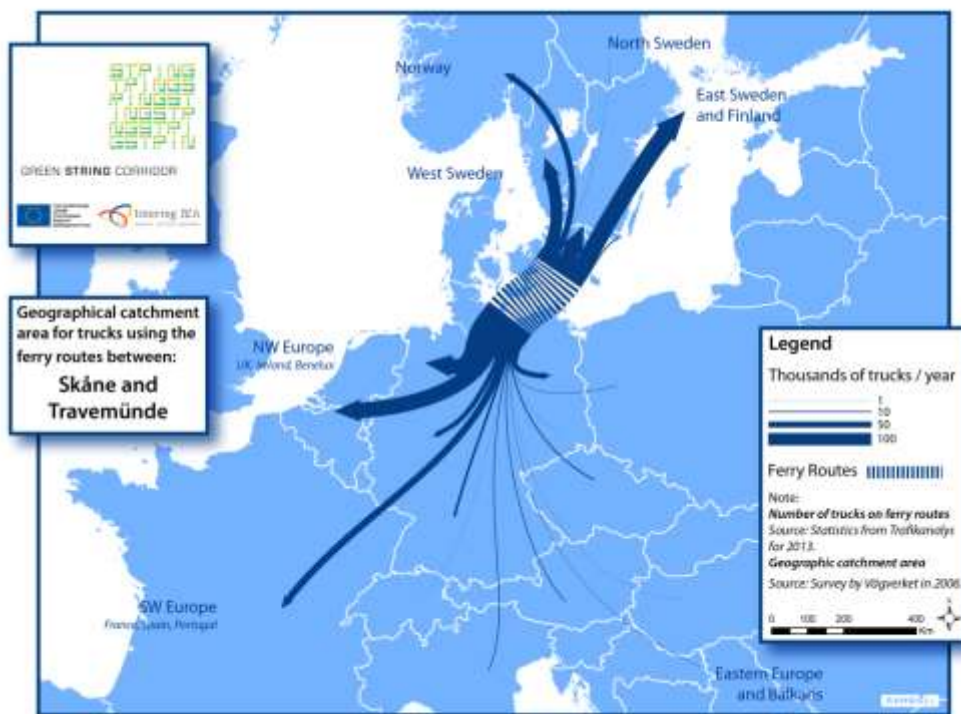 STRING
GREEN STRING CORRIDOR
Interreg IVA
Geographical catchment
area for trucks using the
ferry routes between:
Skåne and
Travemünde
North Sweden
Norway
East Sweden
and Finland
West Sweden
NW Europe
UK, Ireland, Benelux
SW Europe
France, Spain, Portugal
Eastern Europe
and Balkans
Legend
Thousands of trucks / year
1
10
50
100
Ferry Routes
Note:
Number of trucks on ferry routes
Source: Statistics from Trafikanalys
for 2013.
Geographic catchment area
Source: Survey by Vägverket in 2006.
0 100 200 400
Km